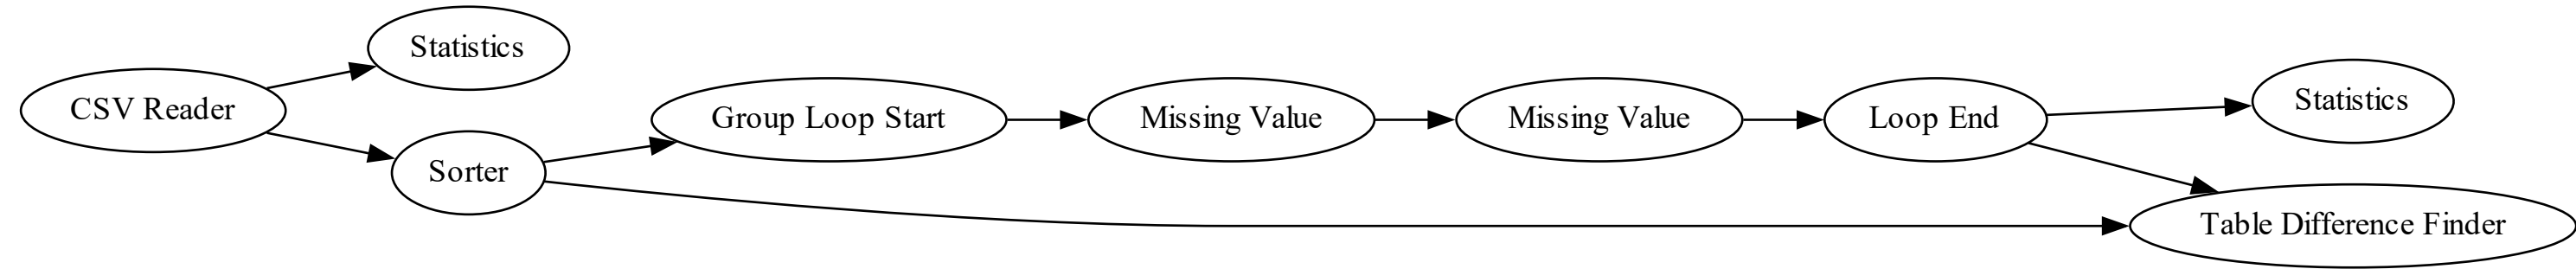 CSV Reader
Statistics
Sorter
Group Loop Start
Missing Value
Missing Value
Loop End
Statistics
Table Difference Finder